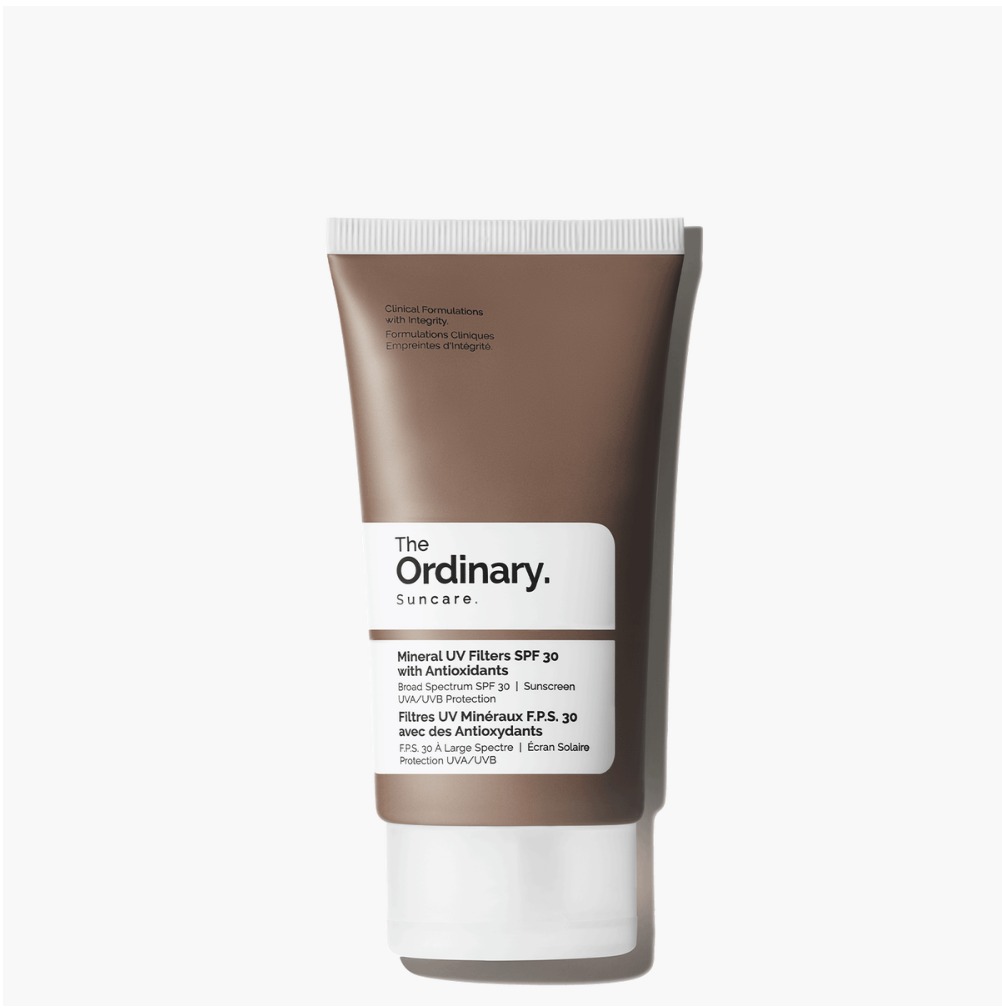 Clinical Formulations
with Integrity.
Formulations Cliniques
Empreintes d'Intégrité.
The
Ordinary.
Suncare.
Mineral UV Filters SPF 30
with Antioxidants
Broad Spectrum SPF 30 | Sunscreen
UVA/UVB Protection
Filtres UV Minéraux F.P.S. 30
avec des Antioxydants
F.P.S. 30 À Large Spectre | Écran Solaire
Protection UVA/UVB